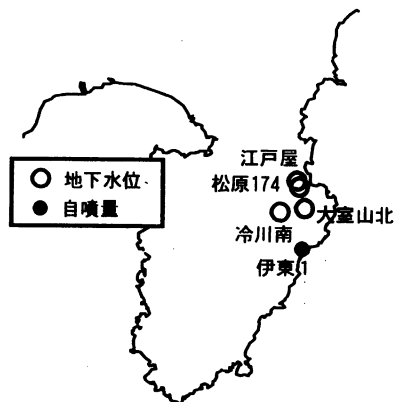 江戸屋
松原174
地下水位
自噴量
大室山北
冷川南
伊東1